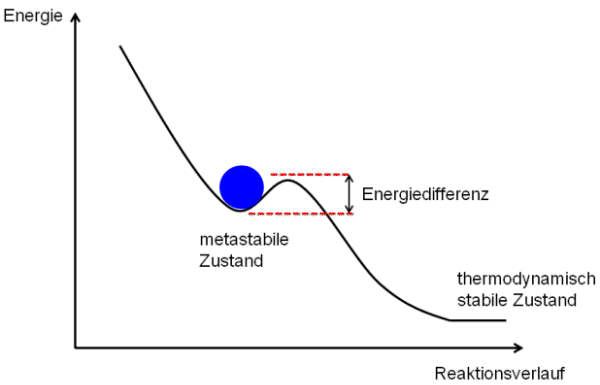 Energie
Energiedifferenz
metastabile
Zustand
thermodynamisch
stabile Zustand
Reaktionsverlauf